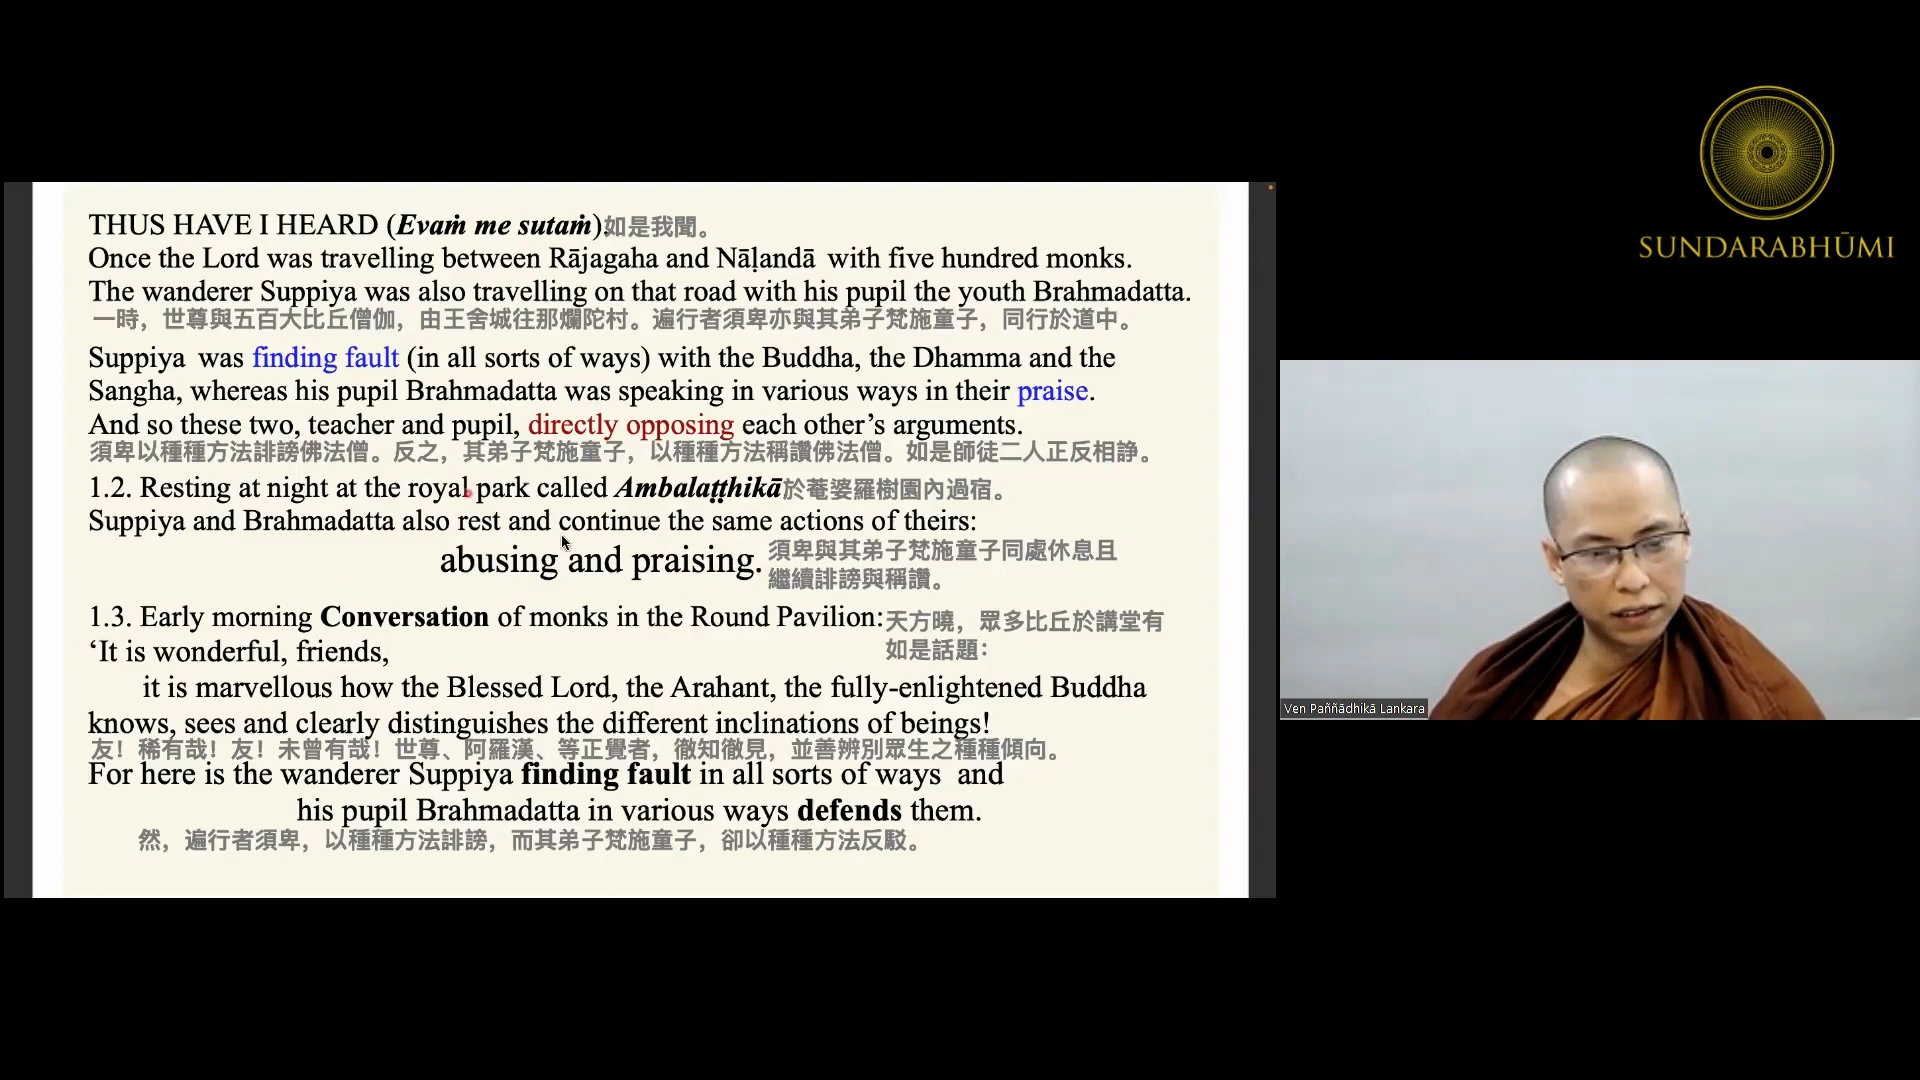 THUS HAVE I HEARD (Evaṁ me sutaṁ).如是我聞。
Once the Lord was travelling between Rājagaha and Nāḷandā with five hundred monks.
The wanderer Suppiya was also travelling on that road with his pupil the youth Brahmadatta.
一時，世尊與五百大比丘僧伽，由王舍城往那爛陀村。遍行者須卑亦與其弟子梵施童子，同行於道中。
Suppiya was finding fault (in all sorts of ways) with the Buddha, the Dhamma and the
Sangha, whereas his pupil Brahmadatta was speaking in various ways in their praise.
And so these two, teacher and pupil, directly opposing each other’s arguments.
須卑以種種方法誹謗佛法僧。反之，其弟子梵施童子，以種種方法稱讚佛法僧。如是師徒二人正反相諍。
1.2. Resting at night at the royal park called Ambalaṭṭhikā於菴婆羅樹園內過宿。
Suppiya and Brahmadatta also rest and continue the same actions of theirs:
abusing and praising.
須卑與其弟子梵施童子同處休息且
繼續誹謗與稱讚。
1.3. Early morning Conversation of monks in the Round Pavilion:
天方曉，眾多比丘於講堂有
如是話題：
‘It is wonderful, friends,
it is marvellous how the Blessed Lord, the Arahant, the fully-enlightened Buddha
knows, sees and clearly distinguishes the different inclinations of beings!
友！稀有哉！友！未曾有哉！世尊、阿羅漢、等正覺者，徹知徹見，並善辨別眾生之種種傾向。
For here is the wanderer Suppiya finding fault in all sorts of ways and
his pupil Brahmadatta in various ways defends them.
然，遍行者須卑，以種種方法誹謗，而其弟子梵施童子，卻以種種方法反駁。
SUNDARABHŪMI
Ven Paññādhikā Lankara